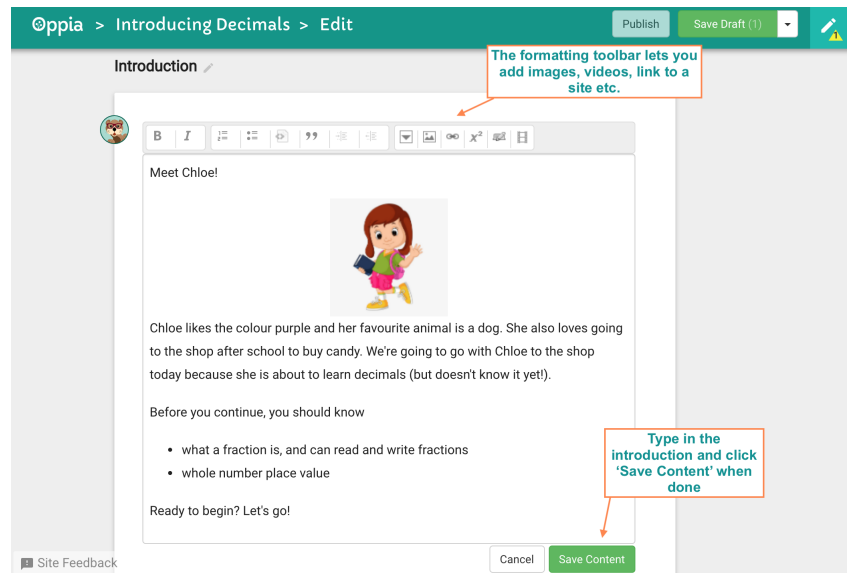 Oppia > Introducing Decimals > Edit
Publish
Save Draft (1)
1
Introduction
The formatting toolbar lets you
add images, videos, link to a
site etc.
B I x²
Meet Chloe!
Chloe likes the colour purple and her favourite animal is a dog. She also loves going
to the shop after school to buy candy. We're going to go with Chloe to the shop
today because she is about to learn decimals (but doesn't know it yet!).
Before you continue, you should know
• what a fraction is, and can read and write fractions
• whole number place value
Ready to begin? Let's go!
Type in the
introduction and click
‘Save Content’ when
done
Site Feedback
Cancel
Save Content